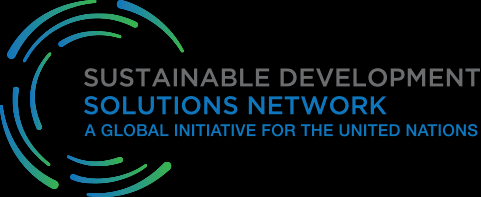 SUSTAINABLE DEVELOPMENT
SOLUTIONS NETWORK
A GLOBAL INITIATIVE FOR THE UNITED NATIONS